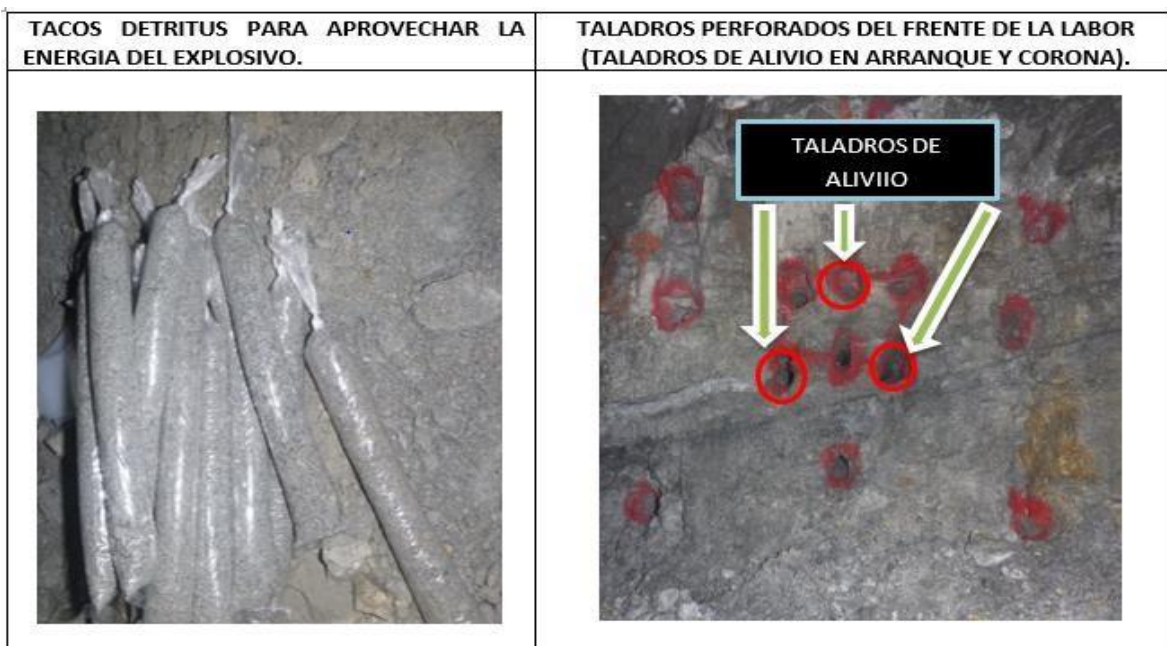 TACOS DETRITUS PARA APROVECHAR LA
ENERGIA DEL EXPLOSIVO.
TALADROS PERFORADOS DEL FRENTE DE LA LABOR
(TALADROS DE ALIVIO EN ARRANQUE Y CORONA).
TALADROS DE
ALIVIIO